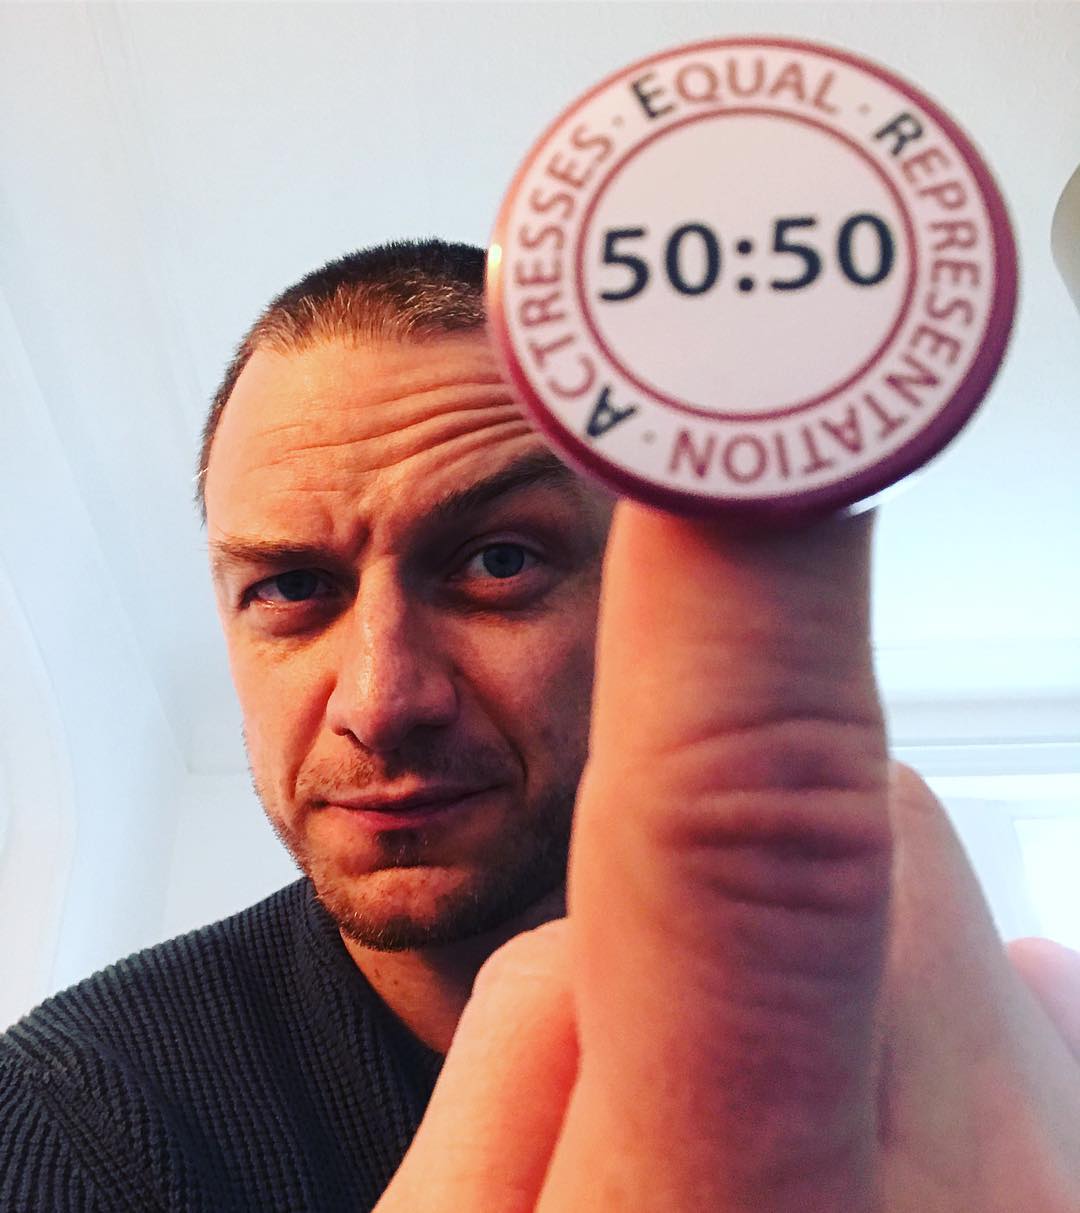 EQUAL · REPRESENTATION · ACTRESSES ·
50:50